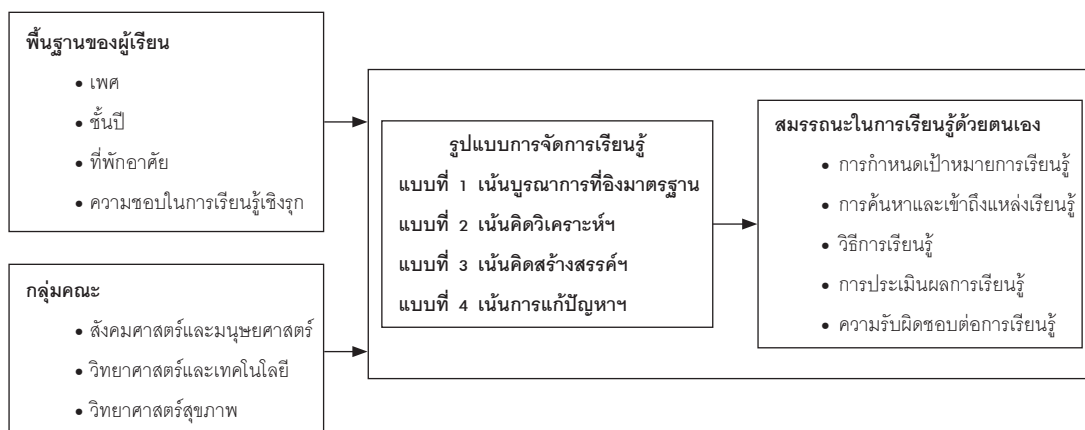 พื้นฐานของผู้เรียน
• เพศ
• ชั้นปี
• ที่พักอาศัย
• ความชอบในการเรียนรู้เชิงรุก
กลุ่มคณะ
• สังคมศาสตร์และมนุษยศาสตร์
• วิทยาศาสตร์และเทคโนโลยี
• วิทยาศาสตร์สุขภาพ
รูปแบบการจัดการเรียนรู้
แบบที่ 1 เน้นบูรณาการที่อิงมาตรฐาน
แบบที่ 2 เน้นคิดวิเคราะห์ฯ
แบบที่ 3 เน้นคิดสร้างสรรค์ฯ
แบบที่ 4 เน้นการแก้ปัญหาฯ
สมรรถนะในการเรียนรู้ด้วยตนเอง
• การกำหนดเป้าหมายการเรียนรู้
• การค้นหาและเข้าถึงแหล่งเรียนรู้
• วิธีการเรียนรู้
• การประเมินผลการเรียนรู้
• ความรับผิดชอบต่อการเรียนรู้